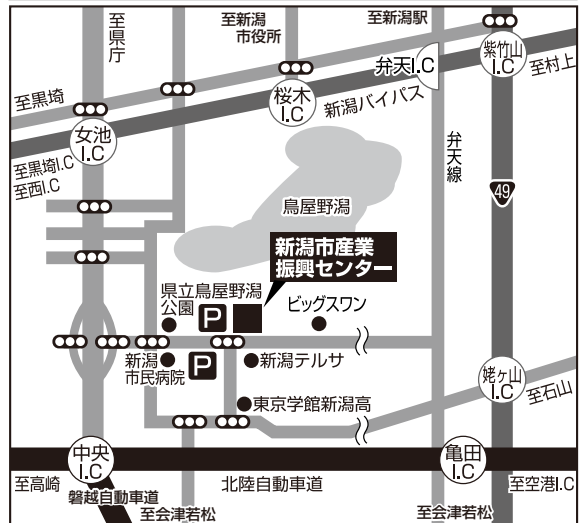 至県庁
至新潟
市役所
至新潟駅
紫竹山
I.C
弁天I.C
至村上
至黒埼
桜木
I.C
新潟バイパス
女池
I.C
至黒埼I.C
至西I.C
弁天線
49
鳥屋野潟
新潟市産業
振興センター
県立鳥屋野潟
公園
P
ビッグスワン
新潟
市民病院
P
新潟テルサ
姥ヶ山
I.C
至石山
東京学館新潟高
中央
I.C
亀田
I.C
至高崎
北陸自動車道
至空港I.C
磐越自動車道
至会津若松
至会津若松